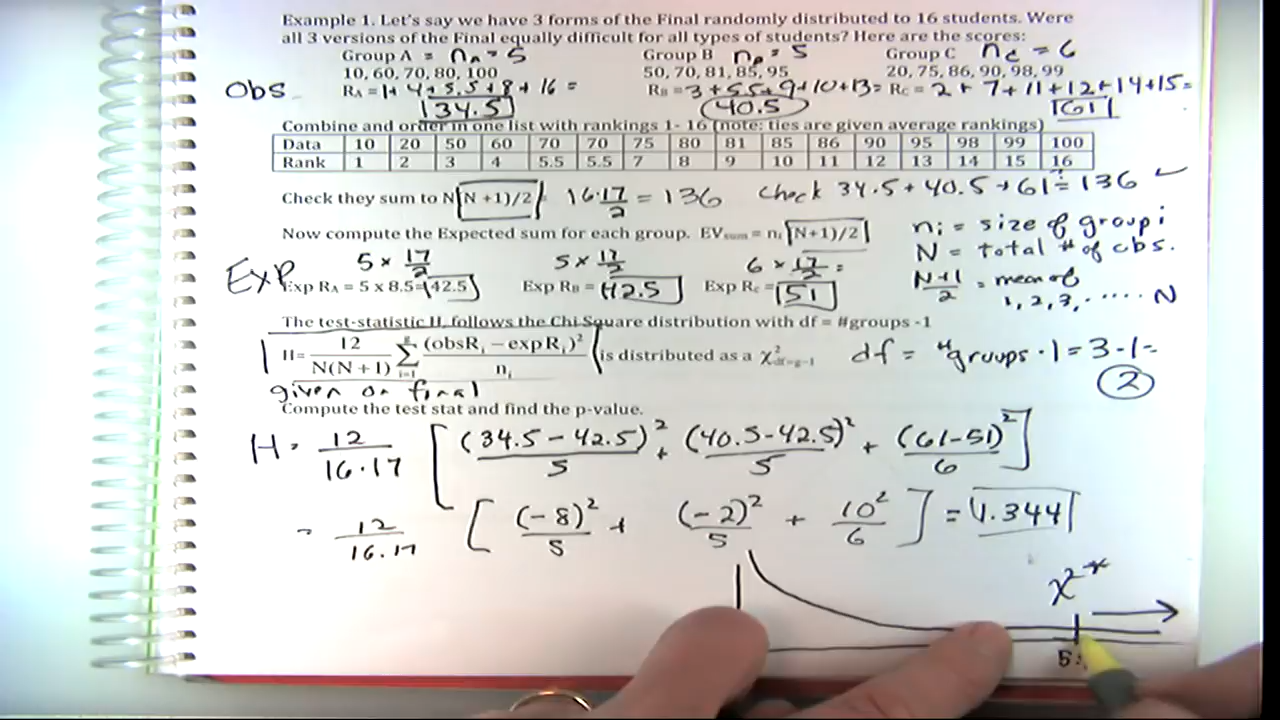 Example 1. Let's say we have 3 forms of the Final randomly distributed to 16 students. Were
all 3 versions of the Final equally difficult for all types of students? Here are the scores:
Group A = nA = 5 Group B nB = 5 Group C nC = 6
10, 60, 70, 80, 100 50, 70, 81, 85, 95 20, 75, 86, 90, 98, 99
Obs RA = 1+4+5.5+8+16 = RB = 3+5.5+9+10+13= RC = 2+7+11+12+14+15=
34.5 40.5 61
Combine and order in one list with rankings 1- 16 (note: ties are given average rankings)
Data 10 20 50 60 70 70 75 80 81 85 86 90 95 98 99 100
Rank 1 2 3 4 5.5 5.5 7 8 9 10 11 12 13 14 15 16
Check they sum to N(N +1)/2 16·17/2 = 136 check 34.5+40.5+61 = 136 ✓
ni = size of group i
Now compute the Expected sum for each group. EVsum = ni (N+1)/2
N = total # of obs.
5 × 17/2 5 × 17/2 6 × 17/2 =
Exp Exp RA = 5 x 8.5= 42.5 Exp RB = 42.5 Exp RC = 51
N+1/2 = mean of
1, 2, 3, ..... N
The test-statistic H, follows the Chi Square distribution with df = #groups -1
H= 12/N(N+1) ∑ i=1 g (obsRi − expRi)²/ni is distributed as a χ² df=g−1 df = #groups - 1 = 3-1=
2
given on final
Compute the test stat and find the p-value.
H = 12/16·17 [ (34.5-42.5)²/5 + (40.5-42.5)²/5 + (61-51)²/6 ]
= 12/16·17 [ (-8)²/5 + (-2)²/5 + 10²/6 ] = 1.344
χ²*
5.